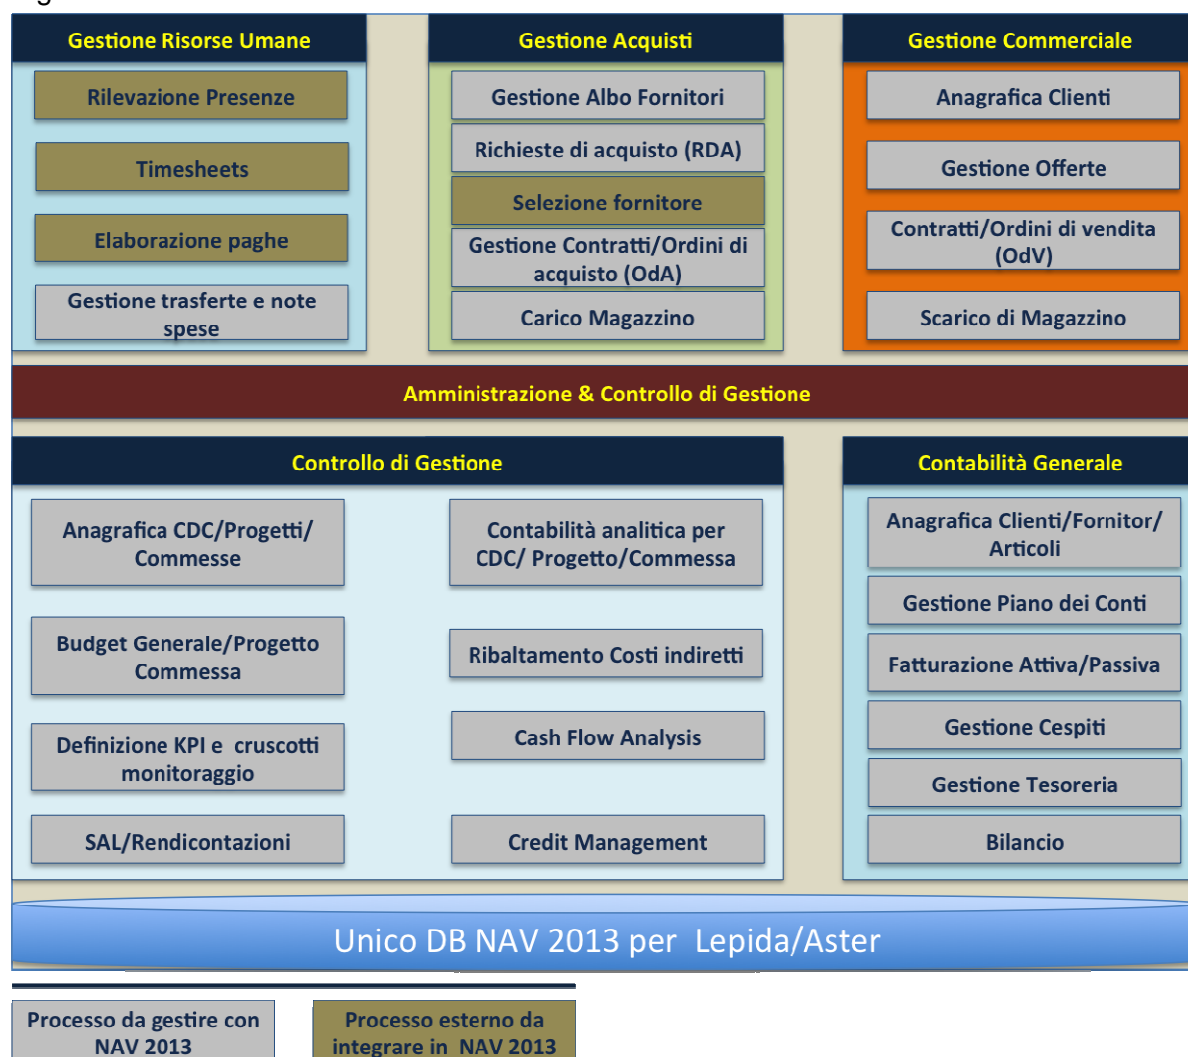 Gestione Risorse Umane
Rilevazione Presenze
Timesheets
Elaborazione paghe
Gestione trasferte e note
spese
Gestione Acquisti
Gestione Albo Fornitori
Richieste di acquisto (RDA)
Selezione fornitore
Gestione Contratti/Ordini di
acquisto (OdA)
Carico Magazzino
Gestione Commerciale
Anagrafica Clienti
Gestione Offerte
Contratti/Ordini di vendita
(OdV)
Scarico di Magazzino
Amministrazione & Controllo di Gestione
Controllo di Gestione
Anagrafica CDC/Progetti/
Commesse
Budget Generale/Progetto
Commessa
Definizione KPI e cruscotti
monitoraggio
SAL/Rendicontazioni
Contabilità analitica per
CDC/ Progetto/Commessa
Ribaltamento Costi indiretti
Cash Flow Analysis
Credit Management
Contabilità Generale
Anagrafica Clienti/Fornitor/
Articoli
Gestione Piano dei Conti
Fatturazione Attiva/Passiva
Gestione Cespiti
Gestione Tesoreria
Bilancio
Unico DB NAV 2013 per Lepida/Aster
Processo da gestire con
NAV 2013
Processo esterno da
integrare in NAV 2013